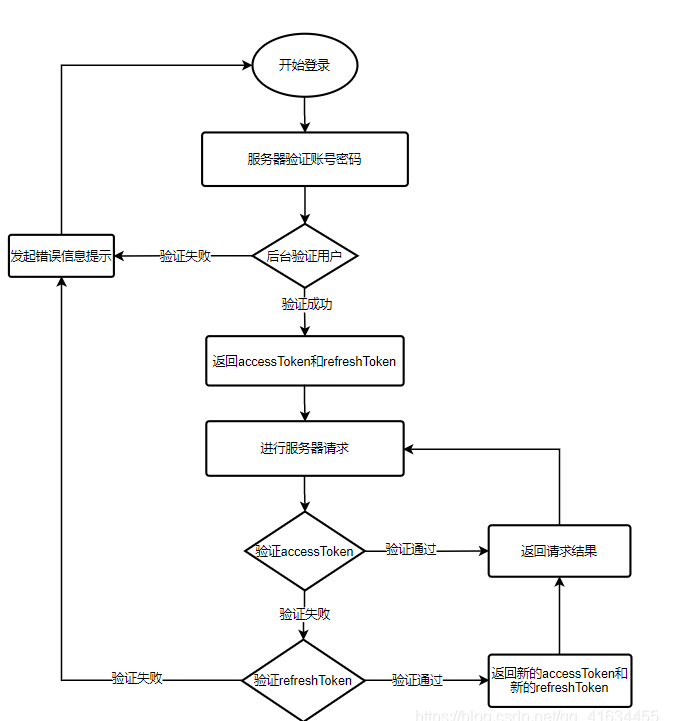 开始登录
服务器验证账号密码
后台验证用户
验证失败
发起错误信息提示
验证成功
返回accessToken和refreshToken
进行服务器请求
验证accessToken
验证通过
返回请求结果
验证失败
验证refreshToken
验证失败
验证通过
返回新的accessToken和
新的refreshToken
https://blog.csdn.net/qq_41634455